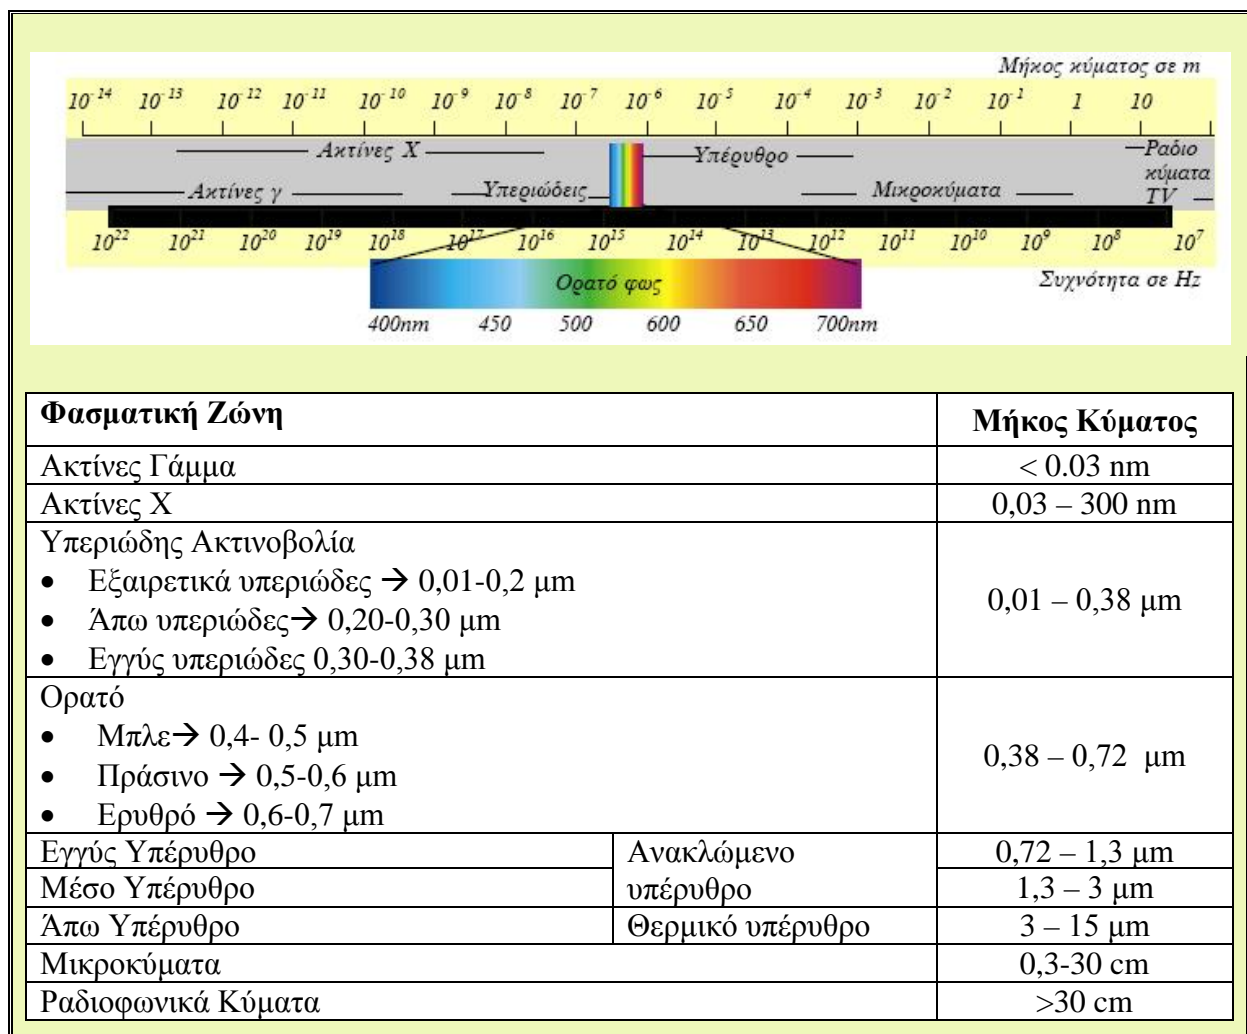 Μήκος κύματος σε m
10⁻¹⁴ 10⁻¹³ 10⁻¹² 10⁻¹¹ 10⁻¹⁰ 10⁻⁹ 10⁻⁸ 10⁻⁷ 10⁻⁶ 10⁻⁵ 10⁻⁴ 10⁻³ 10⁻² 10⁻¹ 1 10
Ακτίνες Χ Υπέρυθρο Ραδιο
κύματα
Ακτίνες γ Υπεριώδεις Μικροκύματα TV
10²² 10²¹ 10²⁰ 10¹⁹ 10¹⁸ 10¹⁷ 10¹⁶ 10¹⁵ 10¹⁴ 10¹³ 10¹² 10¹¹ 10¹⁰ 10⁹ 10⁸ 10⁷
Ορατό φως Συχνότητα σε Hz
400nm 450 500 600 650 700nm
Φασματική Ζώνη Μήκος Κύματος
Ακτίνες Γάμμα < 0.03 nm
Ακτίνες Χ 0,03 – 300 nm
Υπεριώδης Ακτινοβολία
• Εξαιρετικά υπεριώδες → 0,01-0,2 μm
• Άπω υπεριώδες→ 0,20-0,30 μm
• Εγγύς υπεριώδες 0,30-0,38 μm
0,01 – 0,38 μm
Ορατό
• Μπλε→ 0,4- 0,5 μm
• Πράσινο → 0,5-0,6 μm
• Ερυθρό → 0,6-0,7 μm
0,38 – 0,72 μm
Εγγύς Υπέρυθρο Ανακλώμενο 0,72 – 1,3 μm
Μέσο Υπέρυθρο υπέρυθρο 1,3 – 3 μm
Άπω Υπέρυθρο Θερμικό υπέρυθρο 3 – 15 μm
Μικροκύματα 0,3-30 cm
Ραδιοφωνικά Κύματα >30 cm